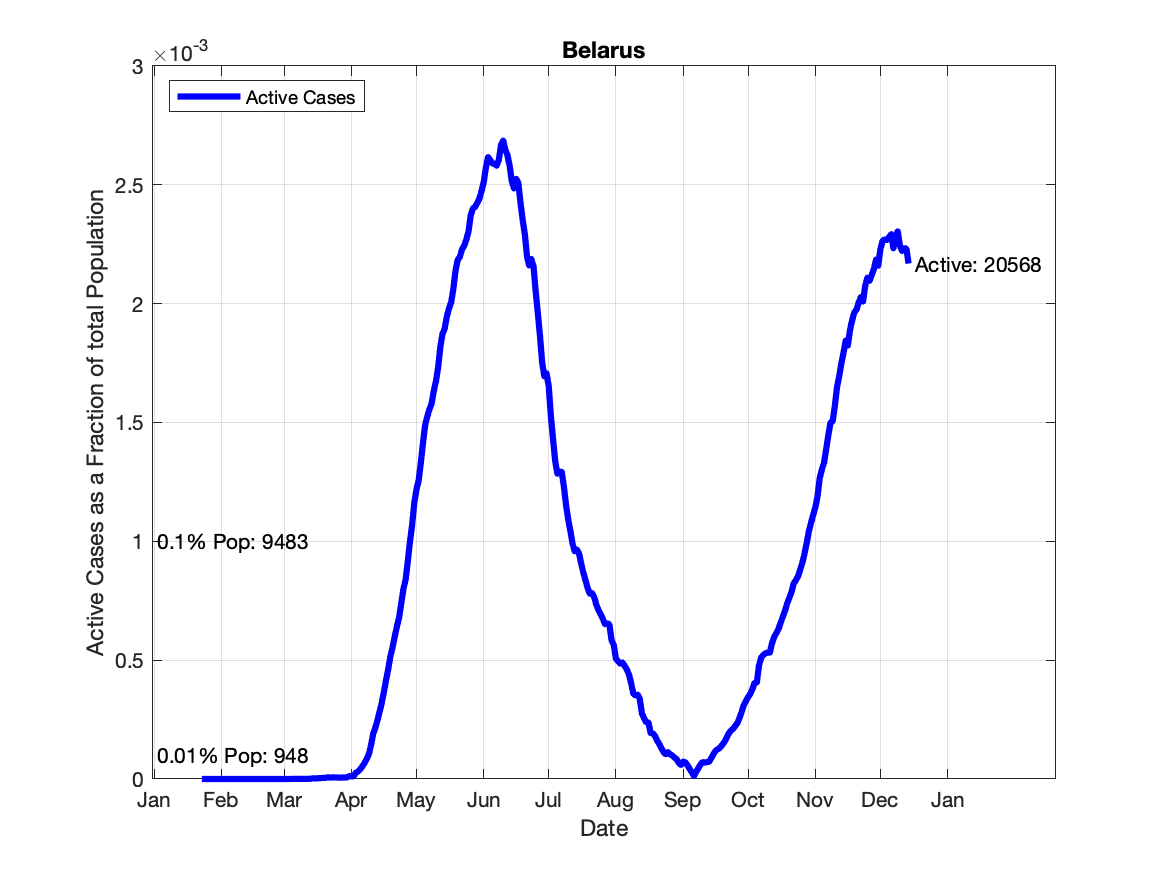 Belarus
×10-3
Active Cases
3
2.5
2
1.5
1
0.5
0
Active Cases as a Fraction of total Population
Active: 20568
0.1% Pop: 9483
0.01% Pop: 948
Jan Feb Mar Apr May Jun Jul Aug Sep Oct Nov Dec Jan
Date